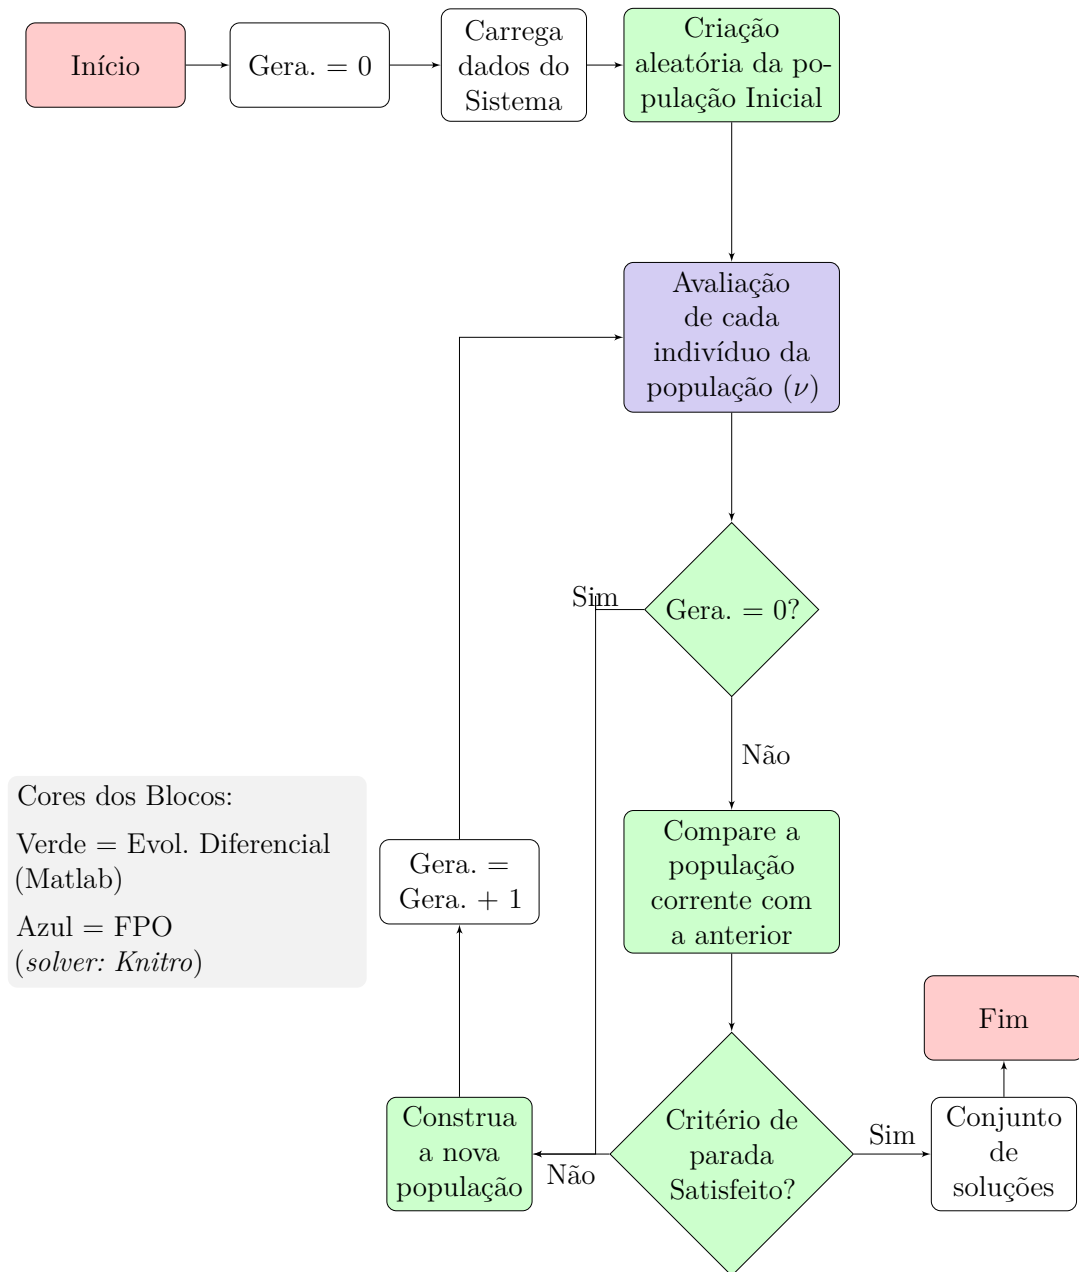 Início
Gera. = 0
Carrega
dados do
Sistema
Criação
aleatória da po-
pulação Inicial
Avaliação
de cada
indivíduo da
população (ν)
Sim
Gera. = 0?
Não
Cores dos Blocos:
Verde = Evol. Diferencial
(Matlab)
Azul = FPO
(solver: Knitro)
Gera. =
Gera. + 1
Compare a
população
corrente com
a anterior
Fim
Construa
a nova
população
Não
Critério de
parada
Satisfeito?
Sim
Conjunto
de
soluções